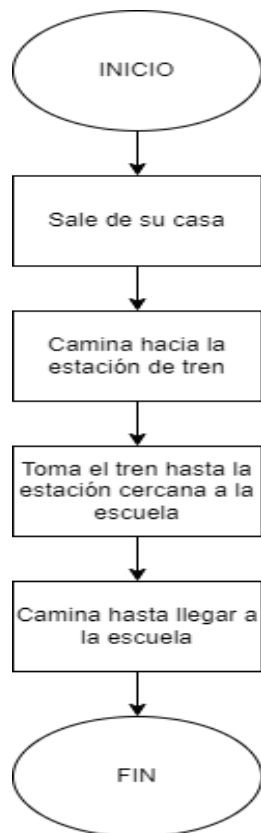 INICIO
Sale de su casa
Camina hacia la
estación de tren
Toma el tren hasta la
estación cercana a la
escuela
Camina hasta llegar a
la escuela
FIN